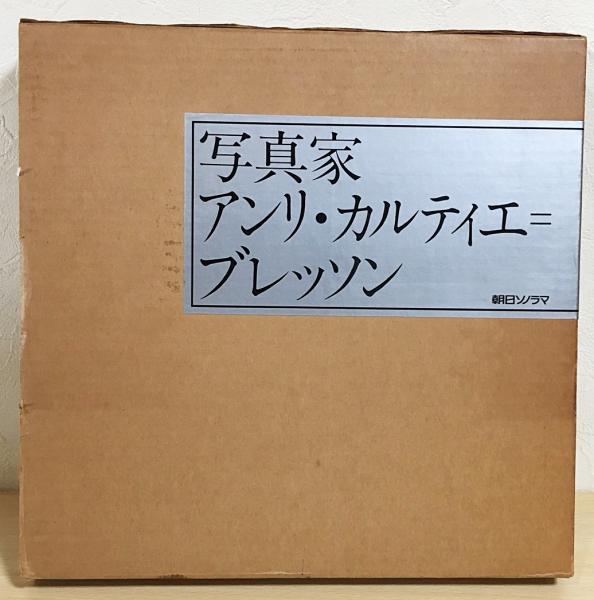 写真家
アンリ・カルティエ=
ブレッソン
朝日ソノラマ